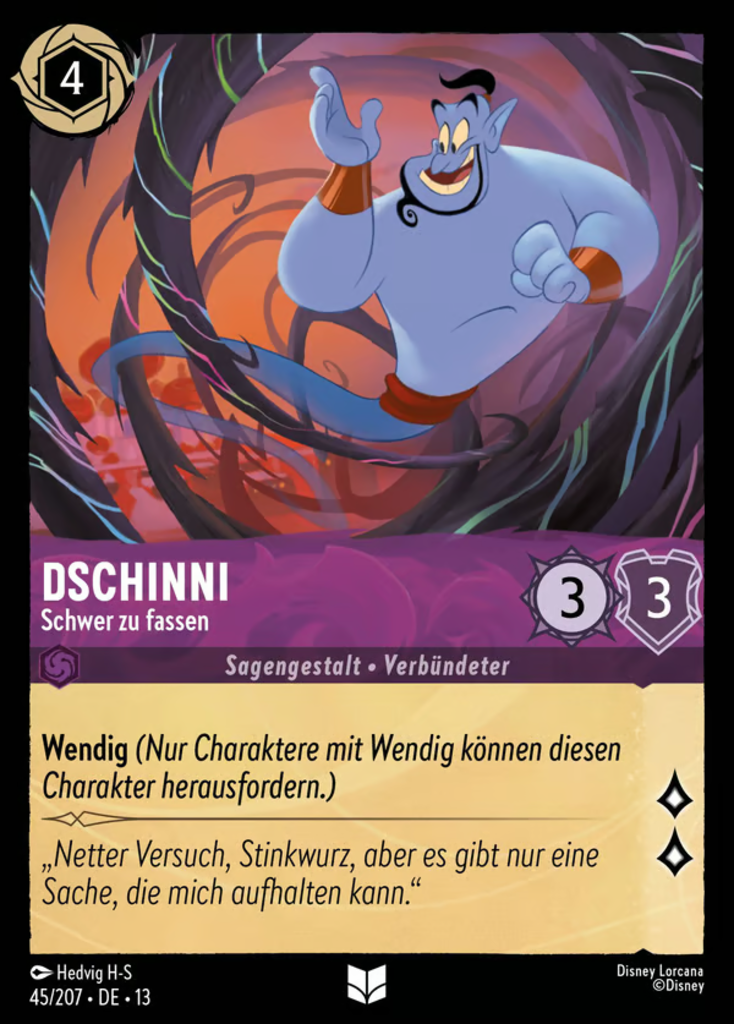 4
DSCHINNI
Schwer zu fassen
3
3
Sagengestalt • Verbündeter
Wendig (Nur Charaktere mit Wendig können diesen
Charakter herausfordern.)
„Netter Versuch, Stinkwurz, aber es gibt nur eine
Sache, die mich aufhalten kann.“
Hedvig H-S
45/207 • DE • 13
Disney Lorcana
©Disney